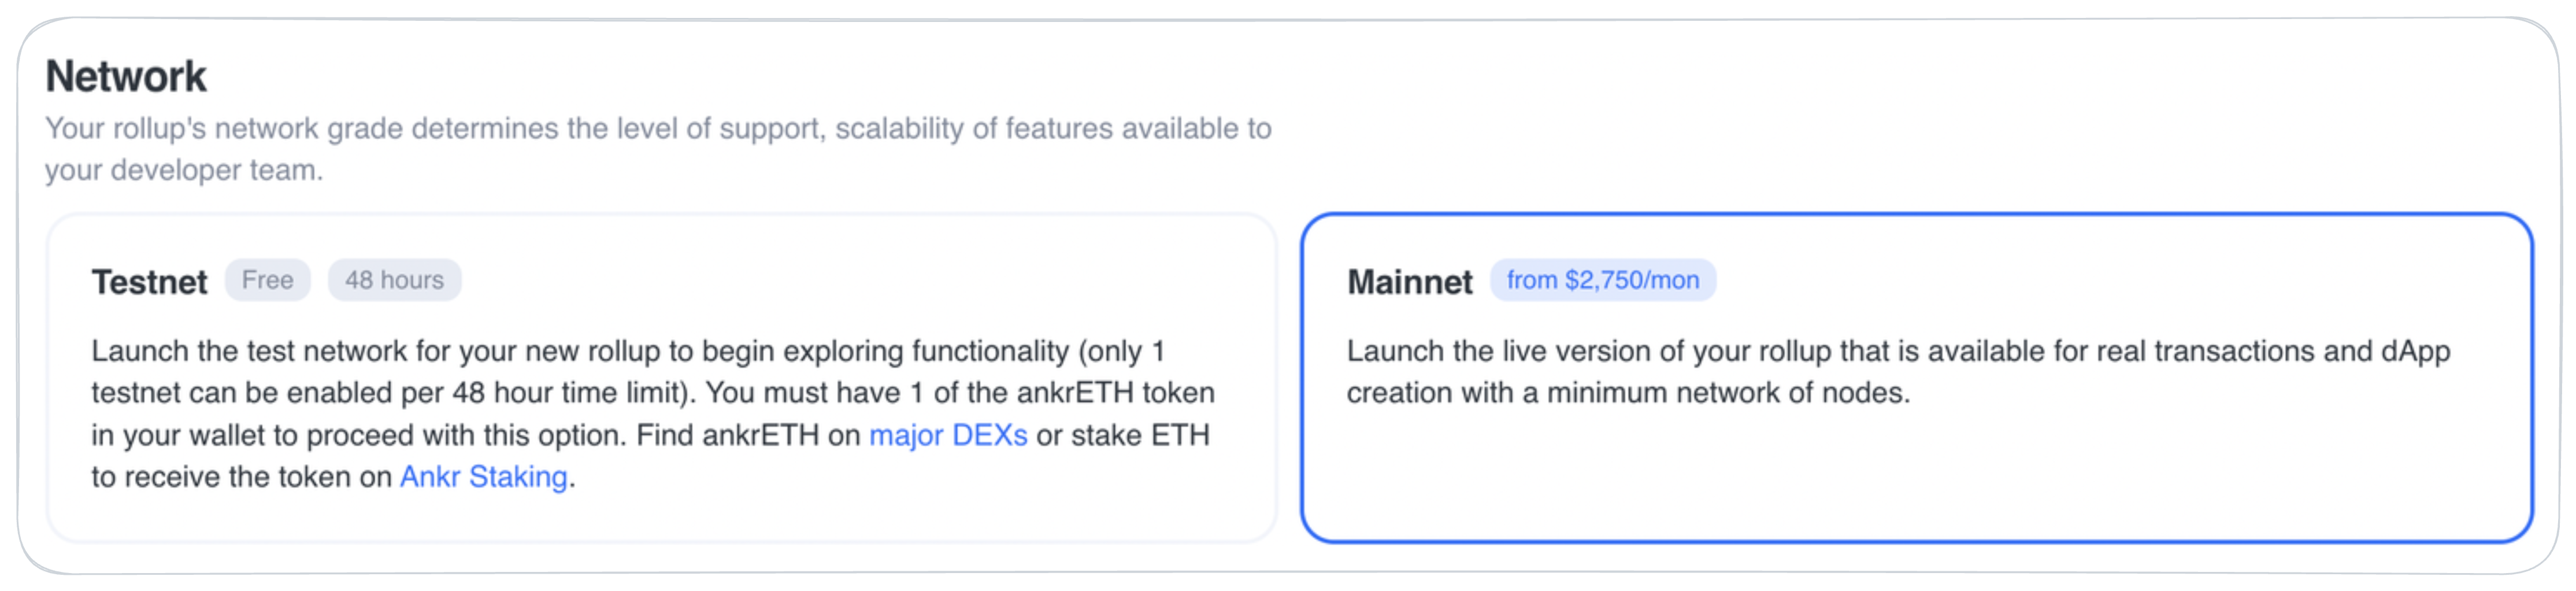 Network
Your rollup's network grade determines the level of support, scalability of features available to
your developer team.
Testnet Free 48 hours
Launch the test network for your new rollup to begin exploring functionality (only 1
testnet can be enabled per 48 hour time limit). You must have 1 of the ankrETH token
in your wallet to proceed with this option. Find ankrETH on major DEXs or stake ETH
to receive the token on Ankr Staking.
Mainnet from $2,750/mon
Launch the live version of your rollup that is available for real transactions and dApp
creation with a minimum network of nodes.